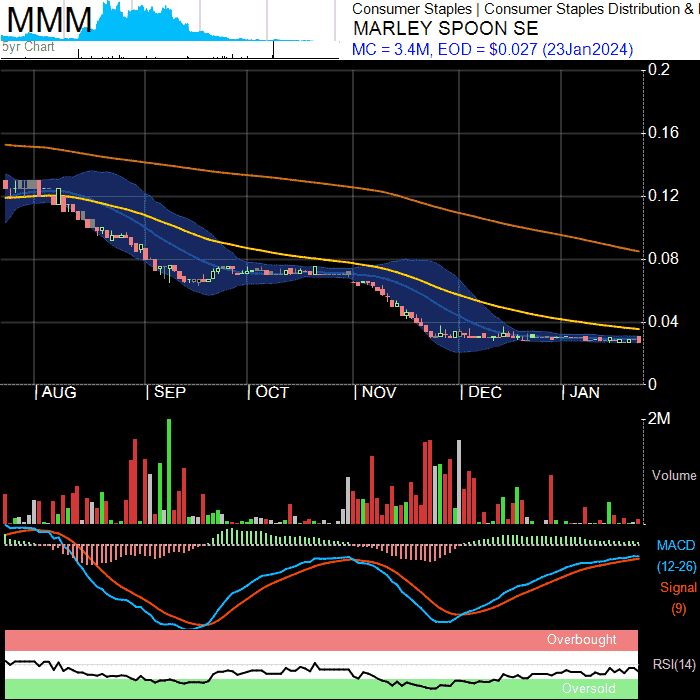 MMM
5yr Chart
Consumer Staples | Consumer Staples Distribution &
MARLEY SPOON SE
MC = 3.4M, EOD = $0.027 (23Jan2024)
0.2
0.16
0.12
0.08
0.04
0
AUG SEP OCT NOV DEC JAN
2M
Volume
MACD
(12-26)
Signal
(9)
Overbought
RSI(14)
Oversold